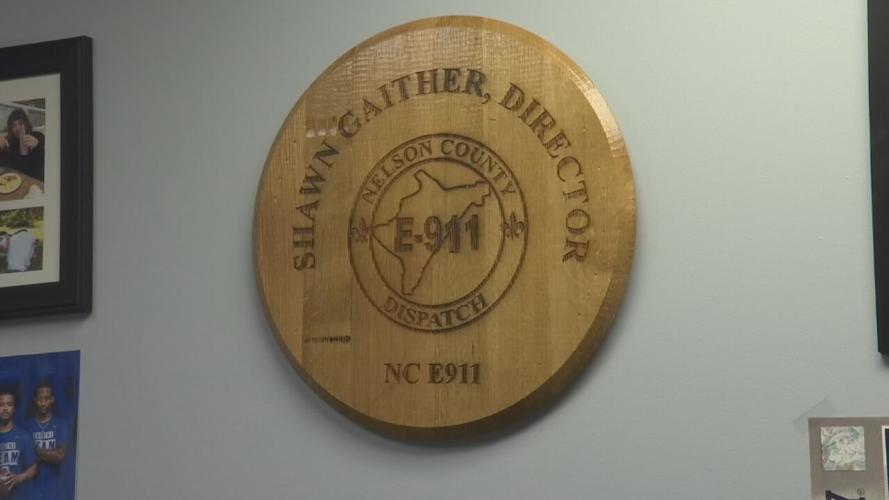 SHAWN GAITHER, DIRECTOR
NELSON COUNTY
E-911
DISPATCH
NC E911